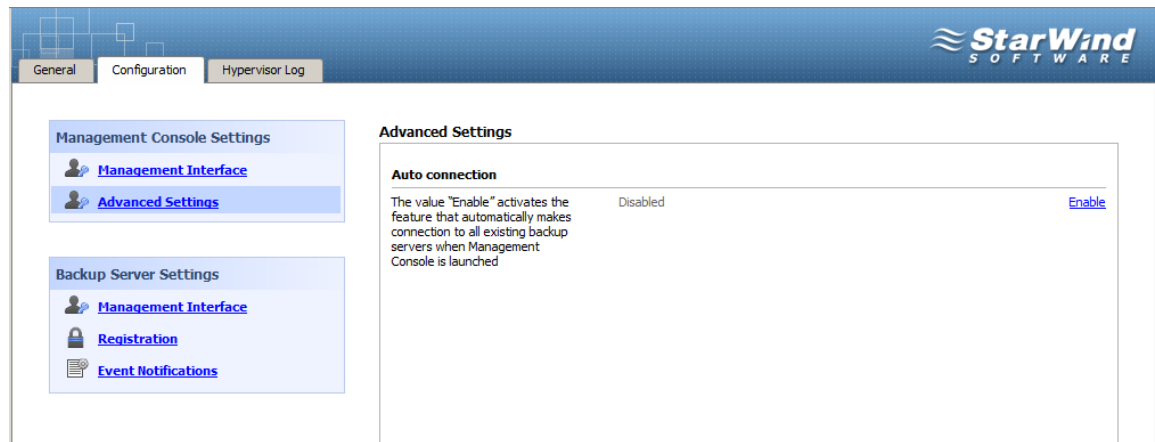 StarWind
SOFTWARE
General
Configuration
Hypervisor Log
Management Console Settings
Management Interface
Advanced Settings
Backup Server Settings
Management Interface
Registration
Event Notifications
Advanced Settings
Auto connection
The value "Enable" activates the
feature that automatically makes
connection to all existing backup
servers when Management
Console is launched
Disabled
Enable